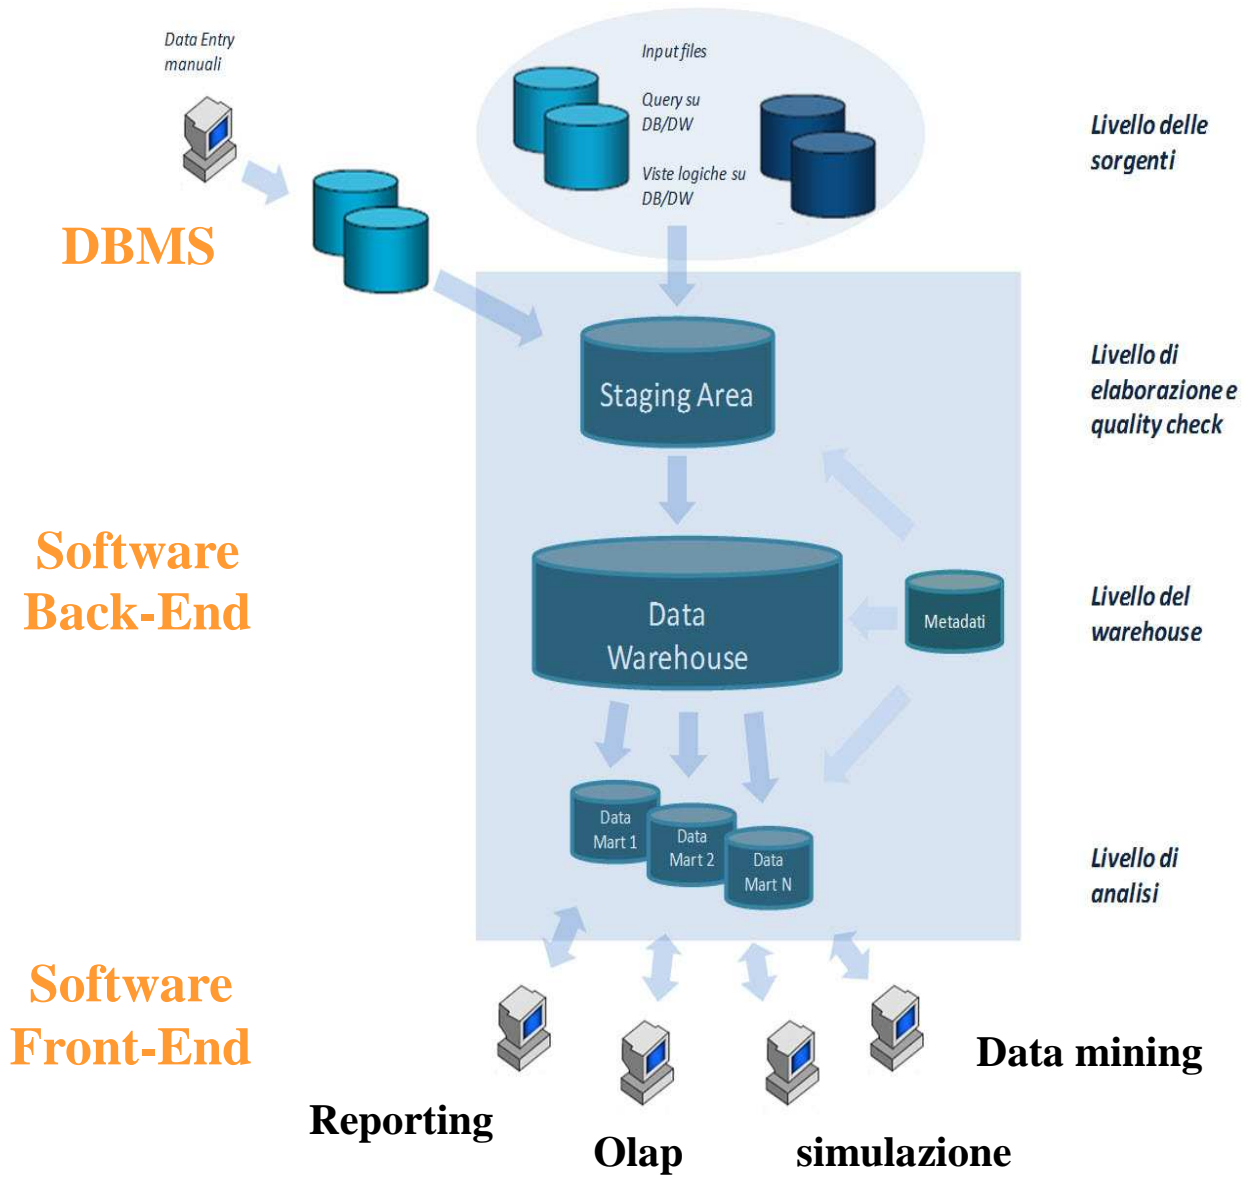 Data Entry
manuali
Input files
Query su
DB/DW
Viste logiche su
DB/DW
Livello delle
sorgenti
DBMS
Staging Area
Livello di
elaborazione e
quality check
Software
Back-End
Data
Warehouse
Metadati
Livello del
warehouse
Data
Mart 1
Data
Mart 2
Data
Mart N
Livello di
analisi
Software
Front-End
Reporting
Olap
simulazione
Data mining